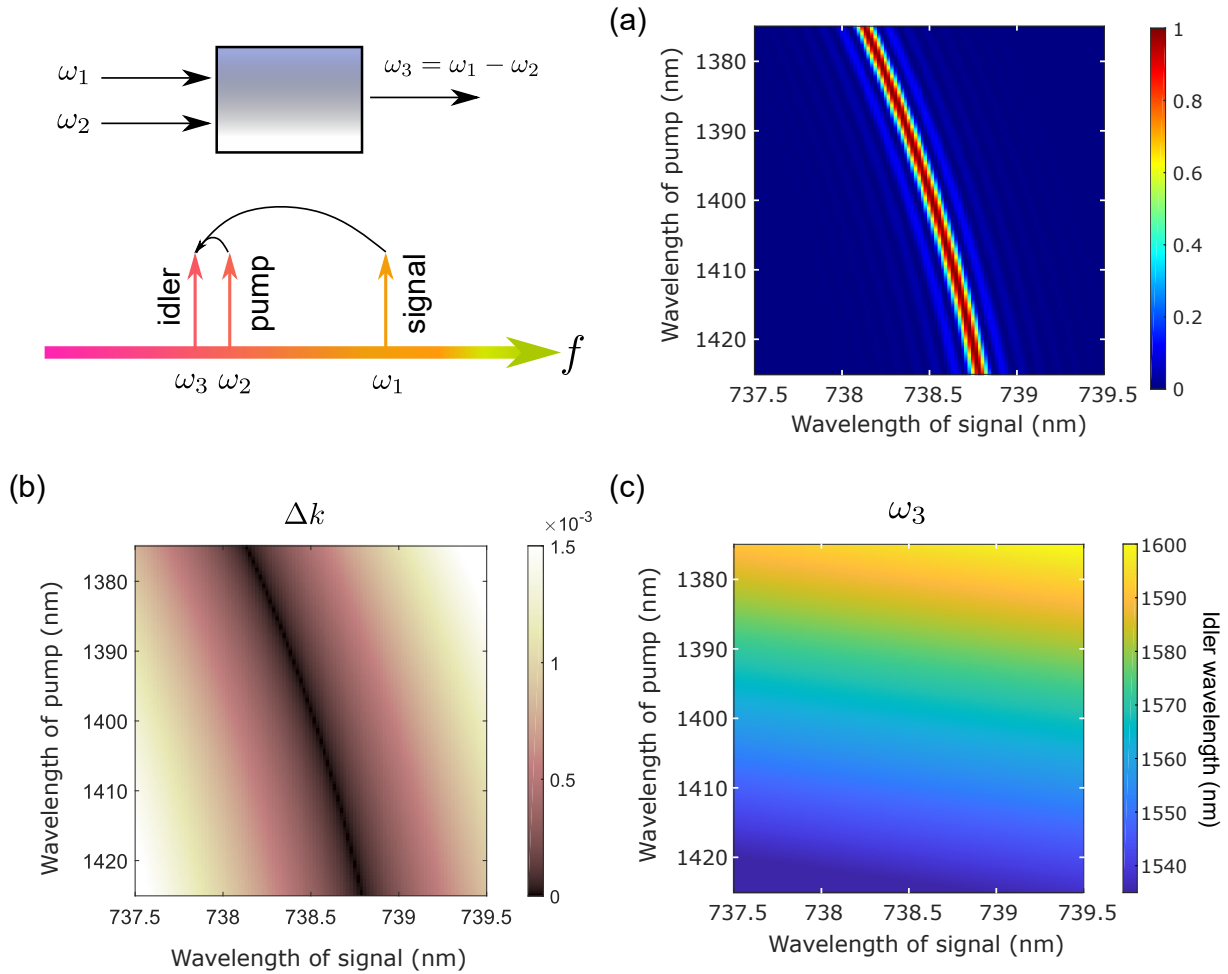 ω₁
ω₂
ω₃ = ω₁ − ω₂
idler
pump
signal
f
ω₃
ω₂
ω₁
(a)
Wavelength of pump (nm)
1380
1390
1400
1410
1420
737.5 738 738.5 739 739.5
Wavelength of signal (nm)
1
0.8
0.6
0.4
0.2
0
(b)
Δk
×10⁻³
Wavelength of pump (nm)
1380
1390
1400
1410
1420
737.5 738 738.5 739 739.5
Wavelength of signal (nm)
1.5
1
0.5
0
(c)
ω₃
Wavelength of pump (nm)
1380
1390
1400
1410
1420
737.5 738 738.5 739 739.5
Wavelength of signal (nm)
1600
1590
1580
1570
1560
1550
1540
Idler wavelength (nm)